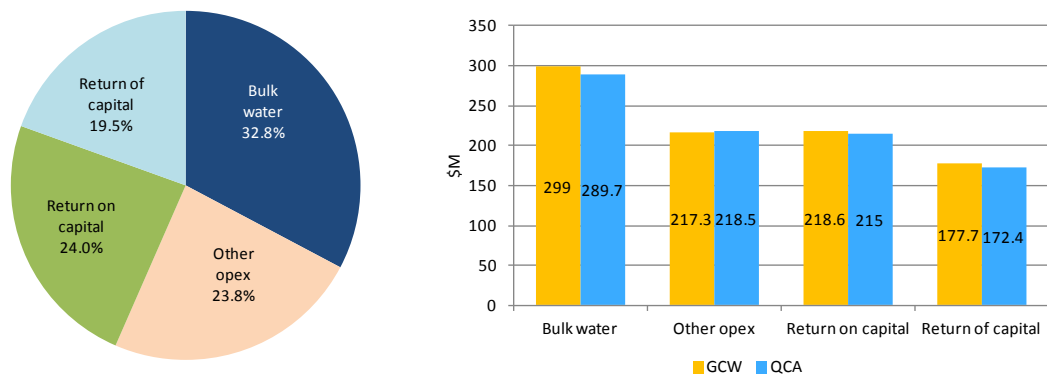 Return of
capital
19.5%
Bulk
water
32.8%
Return on
capital
24.0%
Other
opex
23.8%
$M
350
300
250
200
150
100
50
0
299
289.7
217.3
218.5
218.6
215
177.7
172.4
Bulk water
Other opex
Return on capital
Return of capital
GCW
QCA